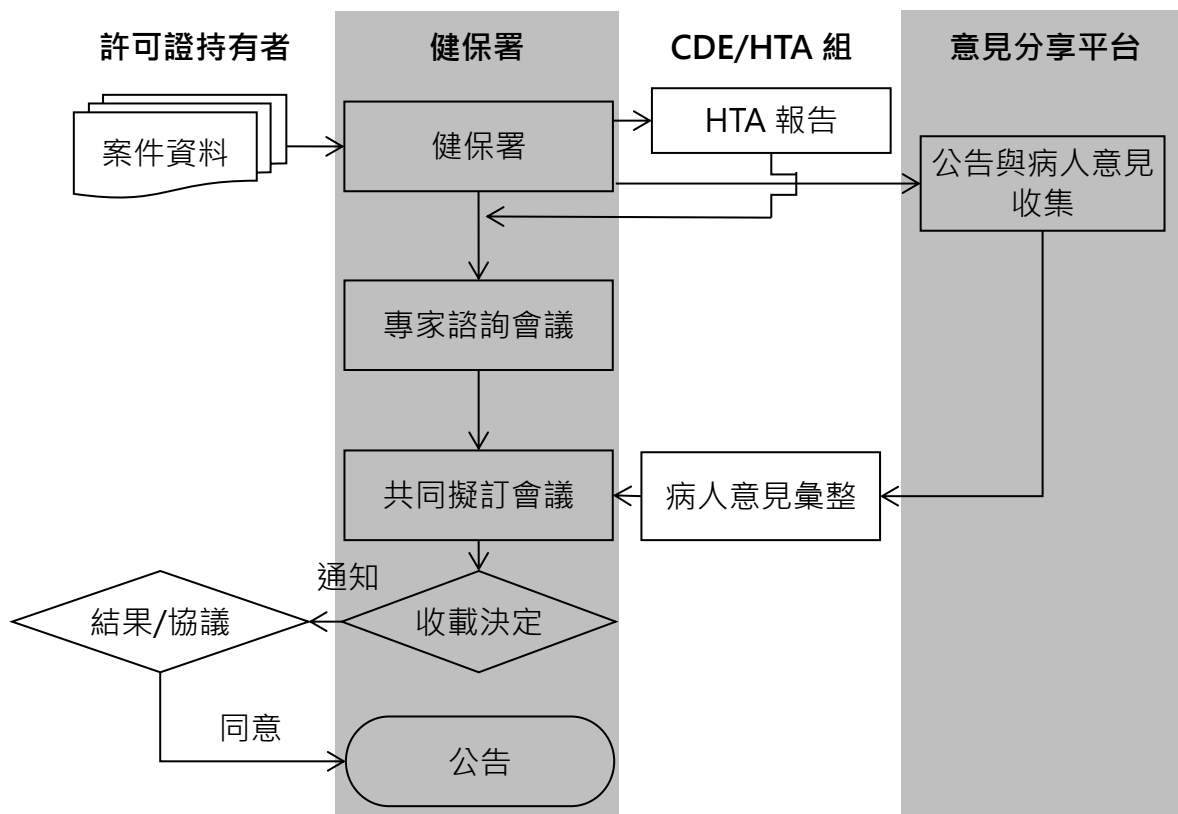 許可證持有者
健保署
CDE/HTA 組
意見分享平台
案件資料
健保署
HTA 報告
公告與病人意見
收集
專家諮詢會議
共同擬訂會議
病人意見彙整
通知
結果/協議
收載決定
同意
公告